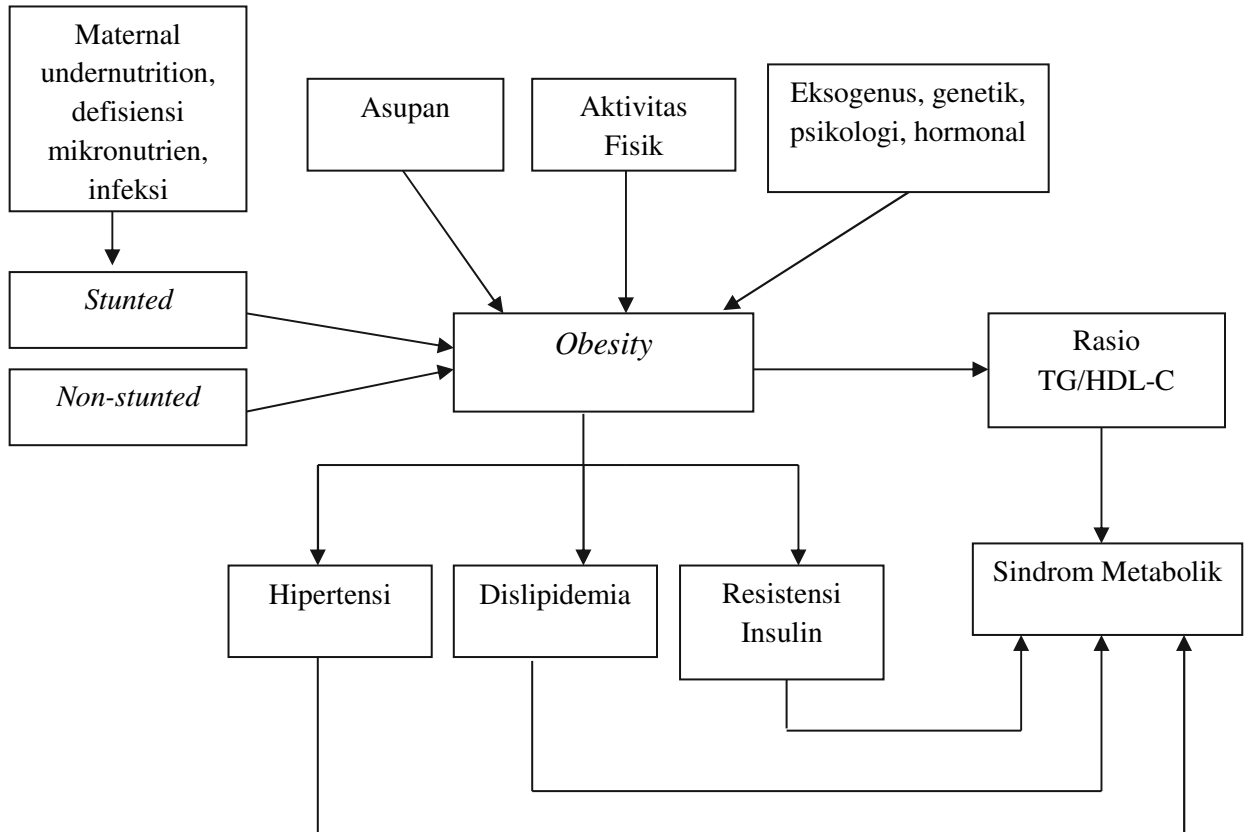 Maternal
undernutrition,
defisiensi
mikronutrien,
infeksi
Asupan
Aktivitas
Fisik
Eksogenus, genetik,
psikologi, hormonal
Stunted
Non-stunted
Obesity
Rasio
TG/HDL-C
Hipertensi
Dislipidemia
Resistensi
Insulin
Sindrom Metabolik